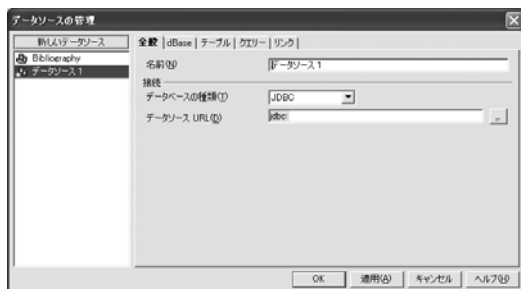 データソースの管理
新しいデータソース
Bibliography
データソース 1
全般 dBase テーブル クエリー リンク
名前(N) データソース 1
接続
データベースの種類(T) JDBC
データソース URL(D) jdbc:
OK 適用(A) キャンセル ヘルプ(H)